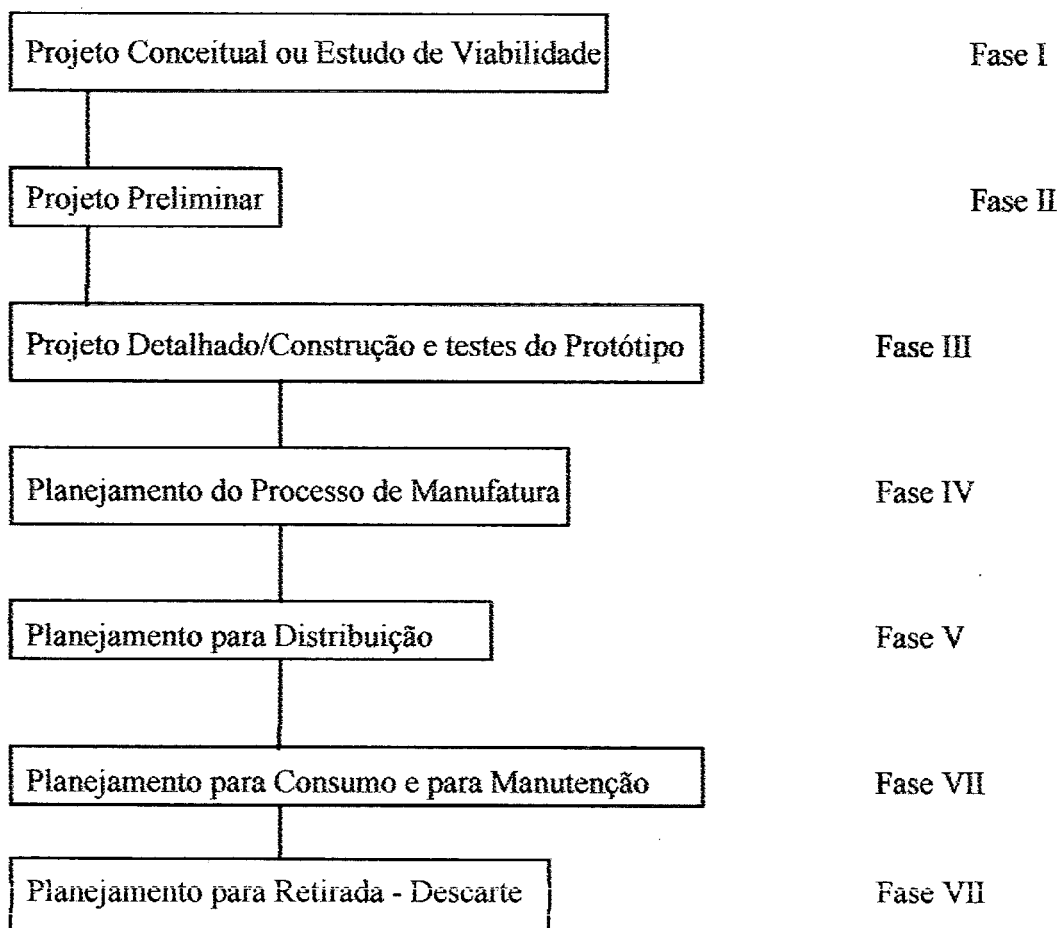 Projeto Conceitual ou Estudo de Viabilidade Fase I
Projeto Preliminar Fase II
Projeto Detalhado/Construção e testes do Protótipo Fase III
Planejamento do Processo de Manufatura Fase IV
Planejamento para Distribuição Fase V
Planejamento para Consumo e para Manutenção Fase VII
Planejamento para Retirada - Descarte Fase VII